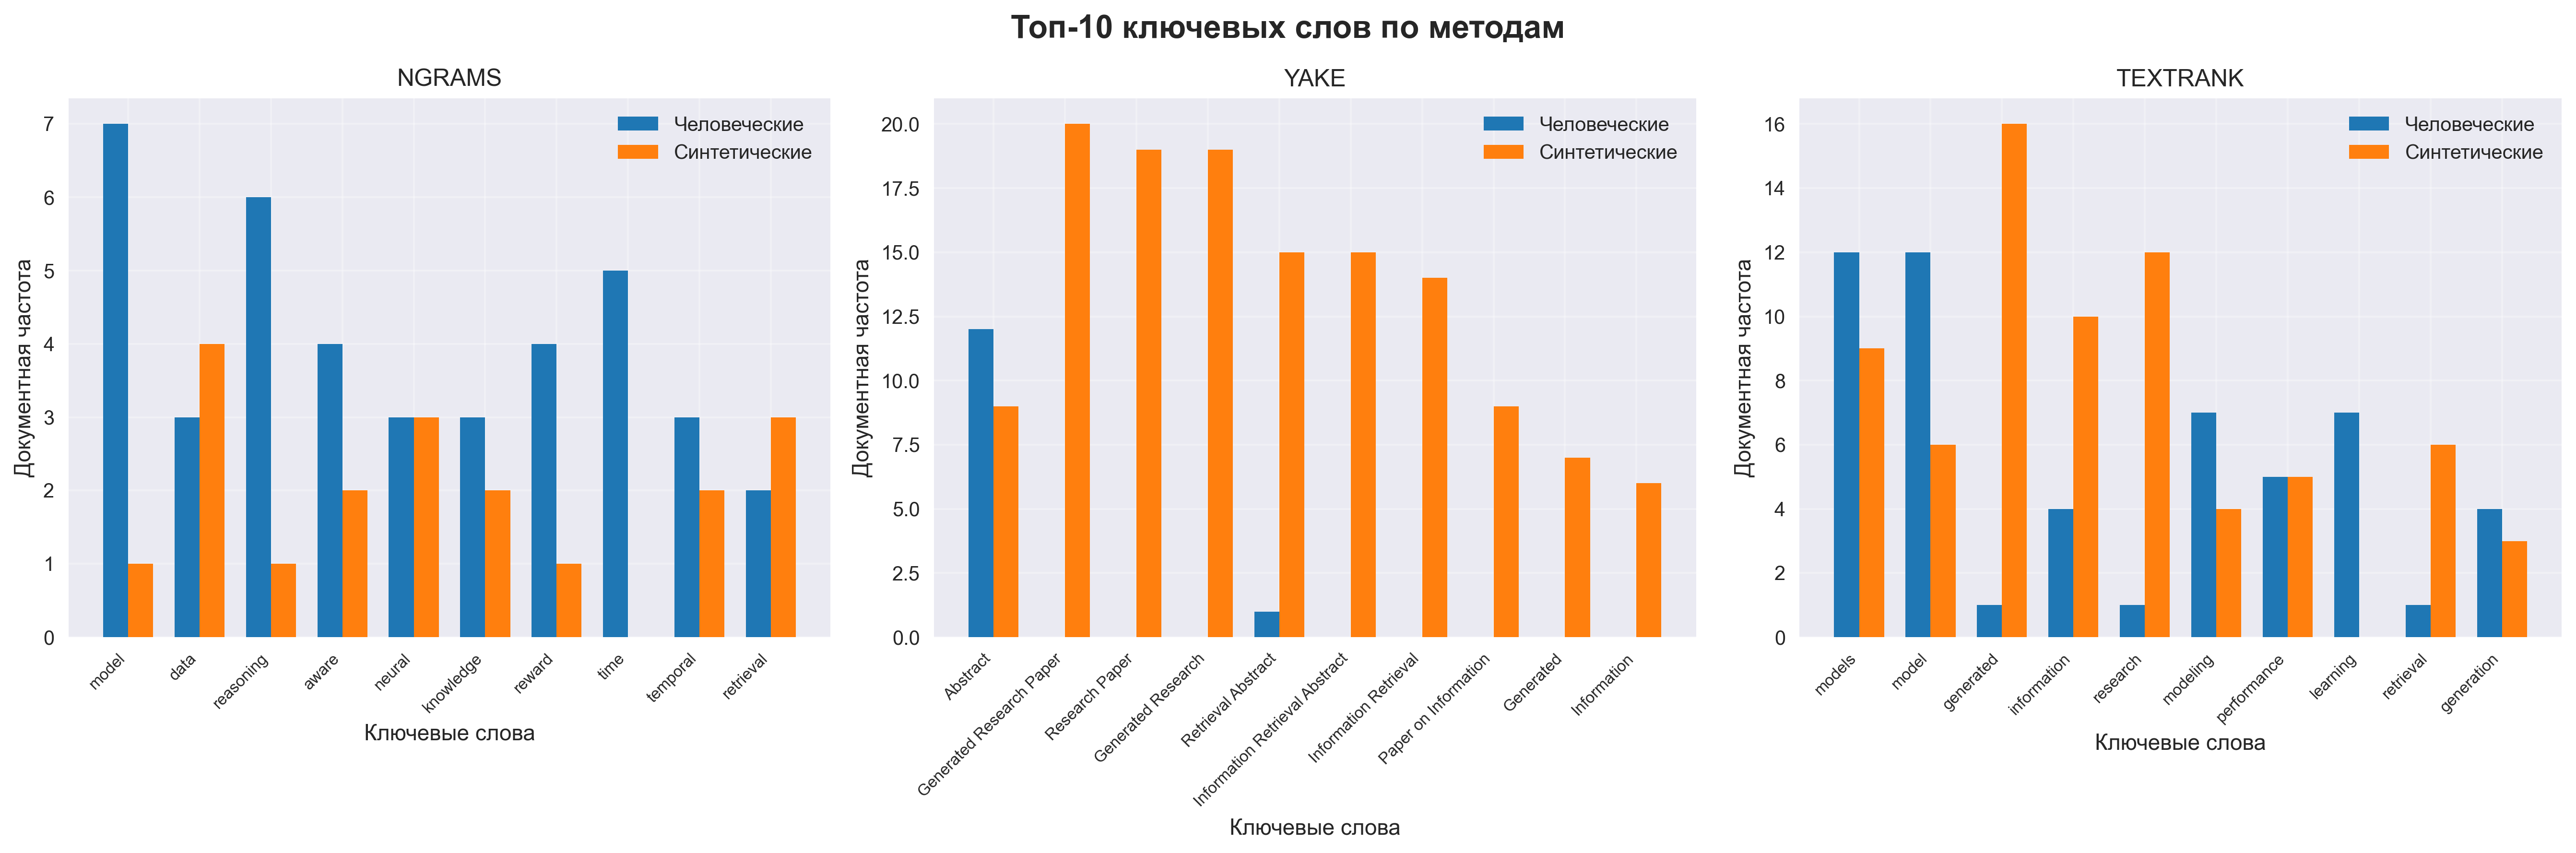 Топ-10 ключевых слов по методам
NGRAMS
Документная частота
7
6
5
4
3
2
1
0
Человеческие
Синтетические
model
data
reasoning
aware
neural
knowledge
reward
time
temporal
retrieval
Ключевые слова
YAKE
Документная частота
20.0
17.5
15.0
12.5
10.0
7.5
5.0
2.5
0.0
Человеческие
Синтетические
Abstract
Generated Research Paper
Research Paper
Generated Research
Retrieval Abstract
Information Retrieval Abstract
Information Retrieval
Paper on Information
Generated
Information
Ключевые слова
TEXTRANK
Документная частота
16
14
12
10
8
6
4
2
0
Человеческие
Синтетические
models
model
generated
information
research
modeling
performance
learning
retrieval
generation
Ключевые слова